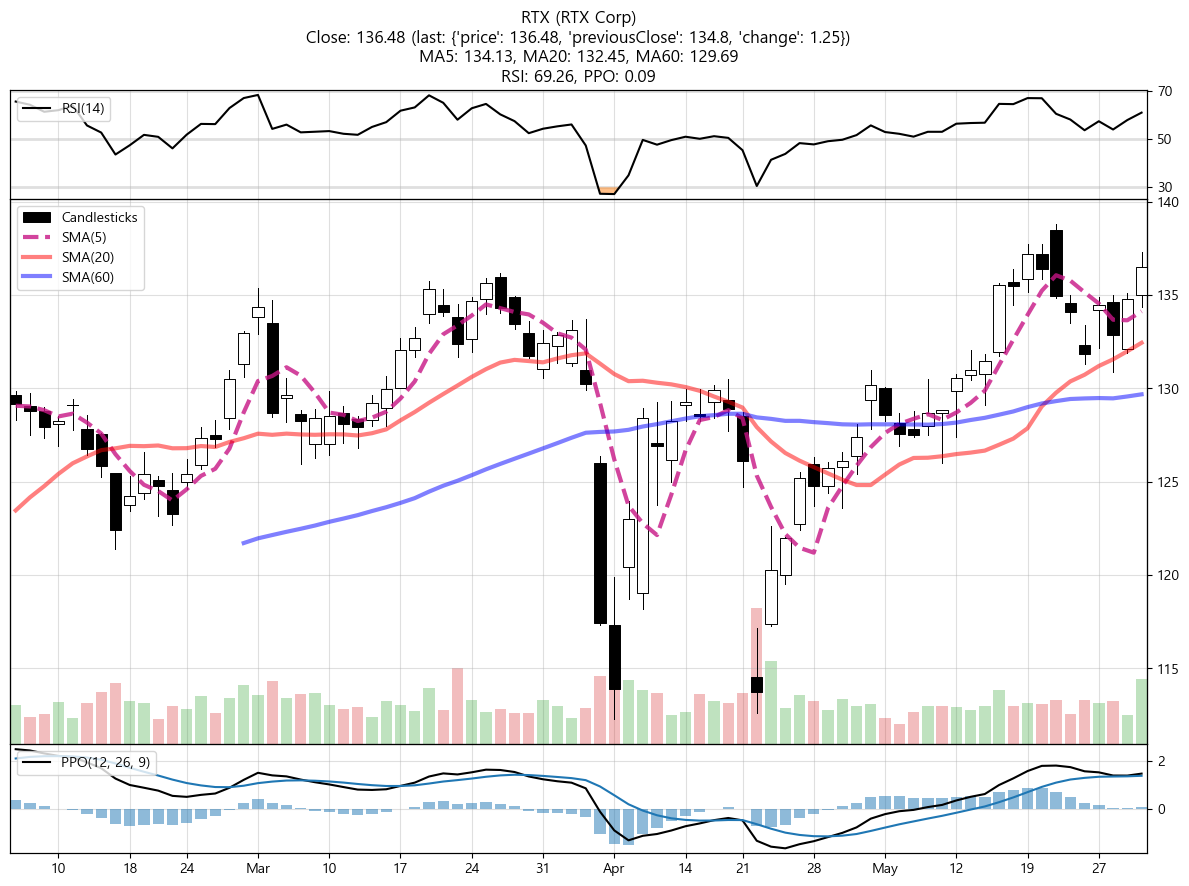 RTX (RTX Corp)
Close: 136.48 (last: {'price': 136.48, 'previousClose': 134.8, 'change': 1.25})
MA5: 134.13, MA20: 132.45, MA60: 129.69
RSI: 69.26, PPO: 0.09
RSI(14)
70
50
30
Candlesticks
SMA(5)
SMA(20)
SMA(60)
140
135
130
125
120
115
PPO(12, 26, 9)
2
0
10 18 24 Mar 10 17 24 31 Apr 14 21 28 May 12 19 27